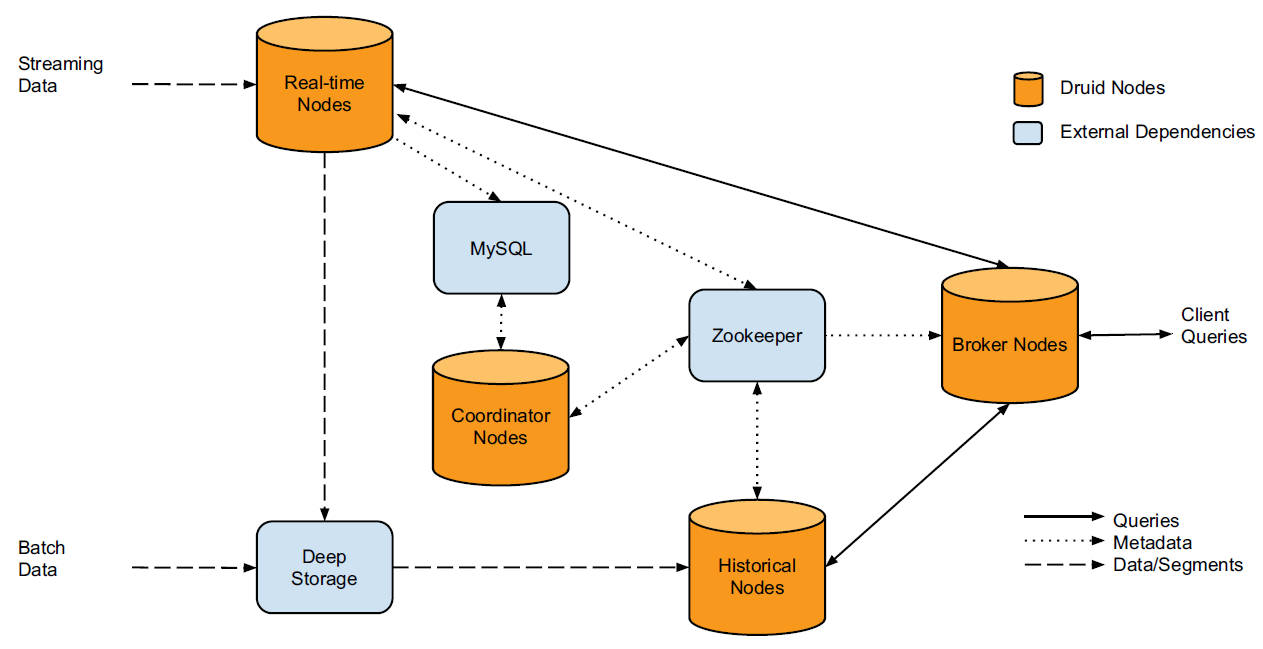 Streaming
Data
Real-time
Nodes
Druid Nodes
External Dependencies
MySQL
Zookeeper
Broker Nodes
Client
Queries
Coordinator
Nodes
Batch
Data
Deep
Storage
Historical
Nodes
Queries
Metadata
Data/Segments